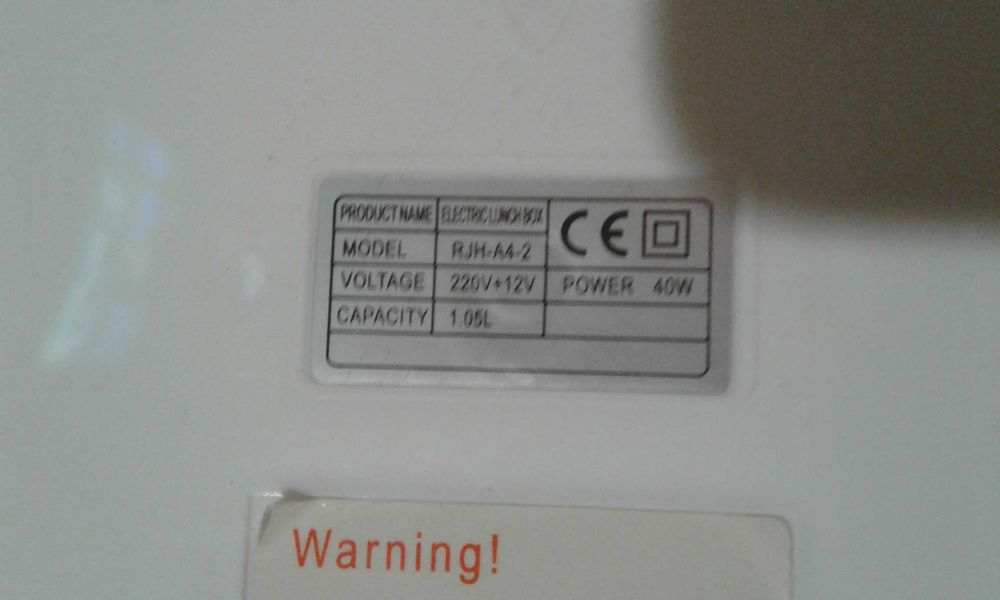 PRODUCT NAME ELECTRIC LUNCH BOX CE
MODEL RJH-A4-2
VOLTAGE 220V+12V POWER 40W
CAPACITY 1.05L
Warning!